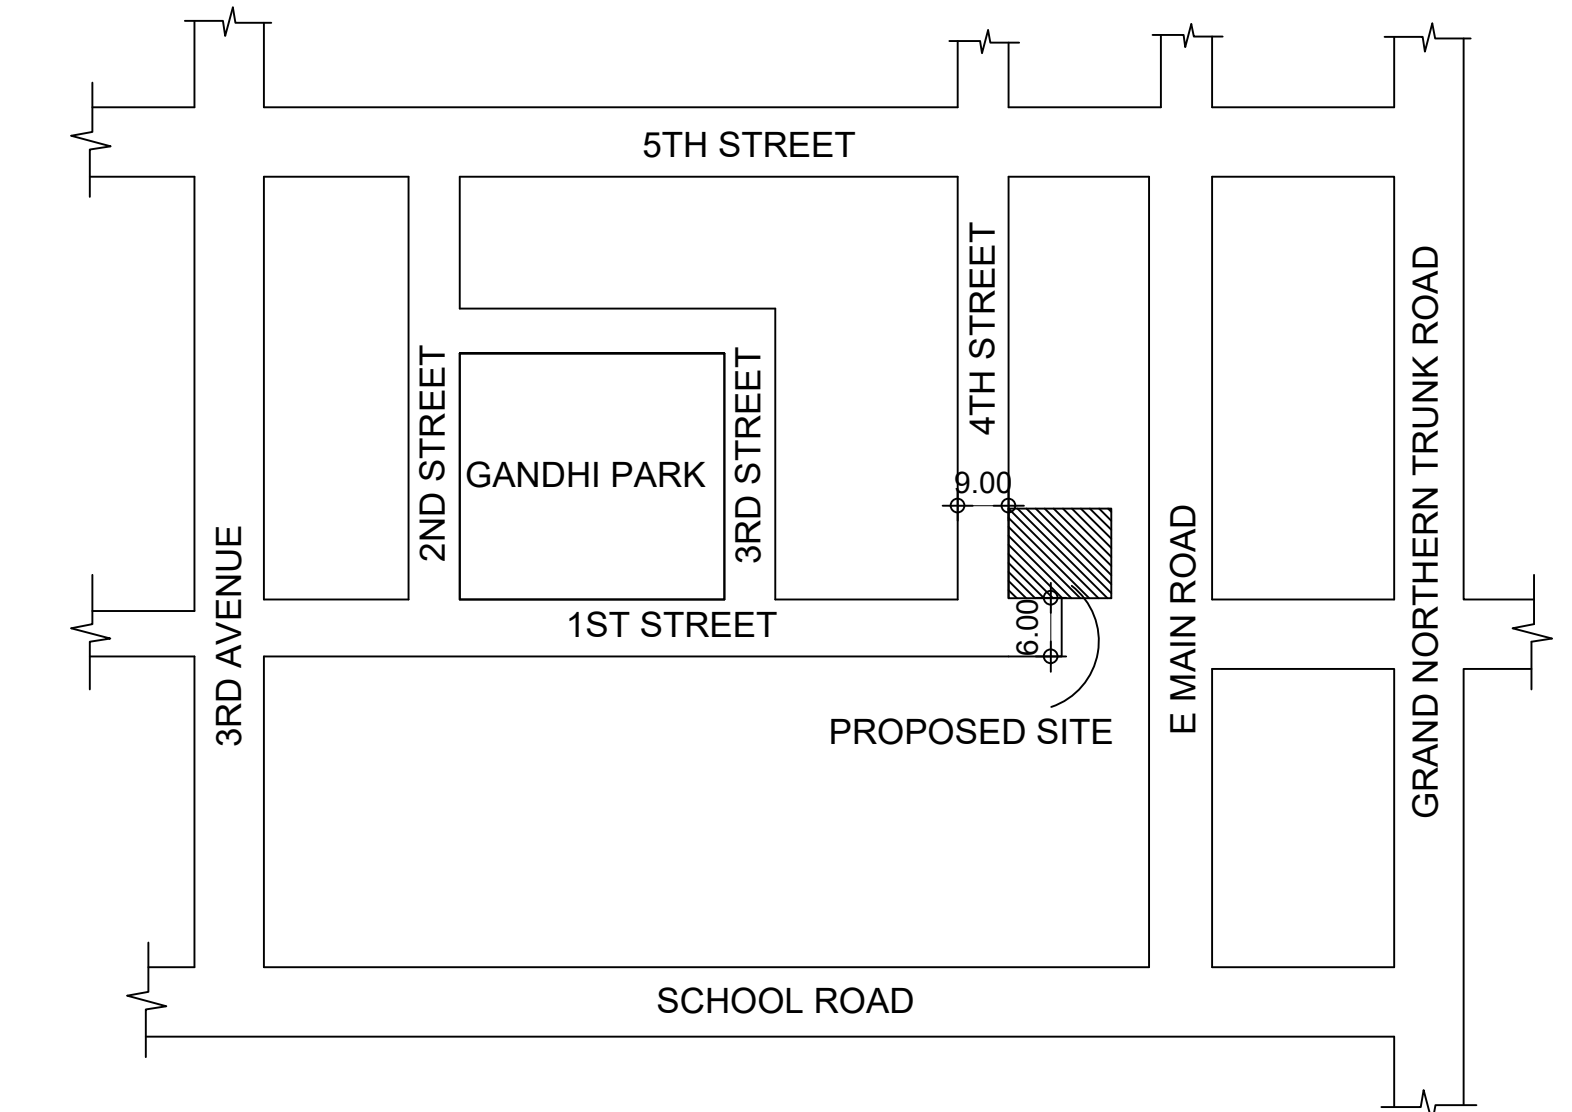 5TH STREET
4TH STREET
GRAND NORTHERN TRUNK ROAD
2ND STREET
GANDHI PARK
3RD STREET
9.00
3RD AVENUE
E MAIN ROAD
1ST STREET
6.00
PROPOSED SITE
SCHOOL ROAD